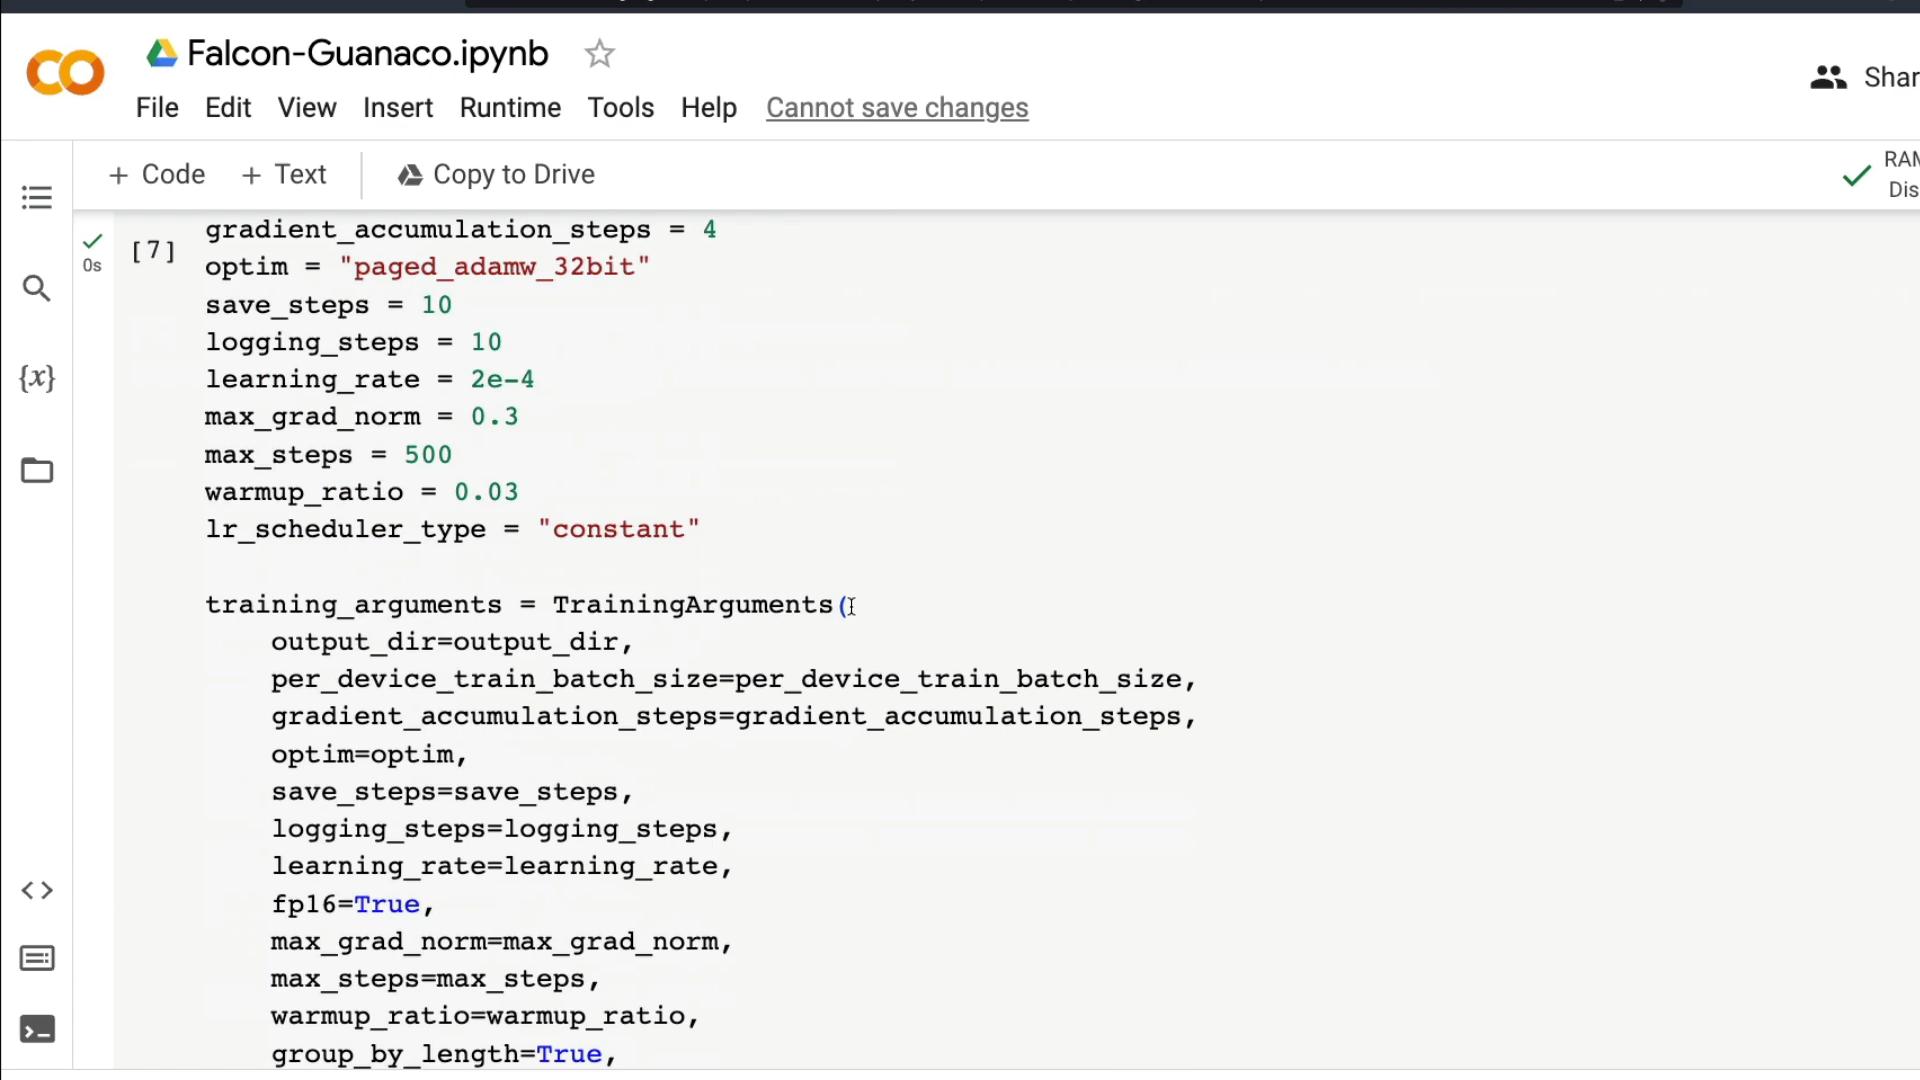 Falcon-Guanaco.ipynb
Shar
File Edit View Insert Runtime Tools Help Cannot save changes
+ Code + Text Copy to Drive
RAM
Dis
[7]
0s
gradient_accumulation_steps = 4
optim = "paged_adamw_32bit"
save_steps = 10
logging_steps = 10
learning_rate = 2e-4
max_grad_norm = 0.3
max_steps = 500
warmup_ratio = 0.03
lr_scheduler_type = "constant"
training_arguments = TrainingArguments(
output_dir=output_dir,
per_device_train_batch_size=per_device_train_batch_size,
gradient_accumulation_steps=gradient_accumulation_steps,
optim=optim,
save_steps=save_steps,
logging_steps=logging_steps,
learning_rate=learning_rate,
fp16=True,
max_grad_norm=max_grad_norm,
max_steps=max_steps,
warmup_ratio=warmup_ratio,
group_by_length=True,